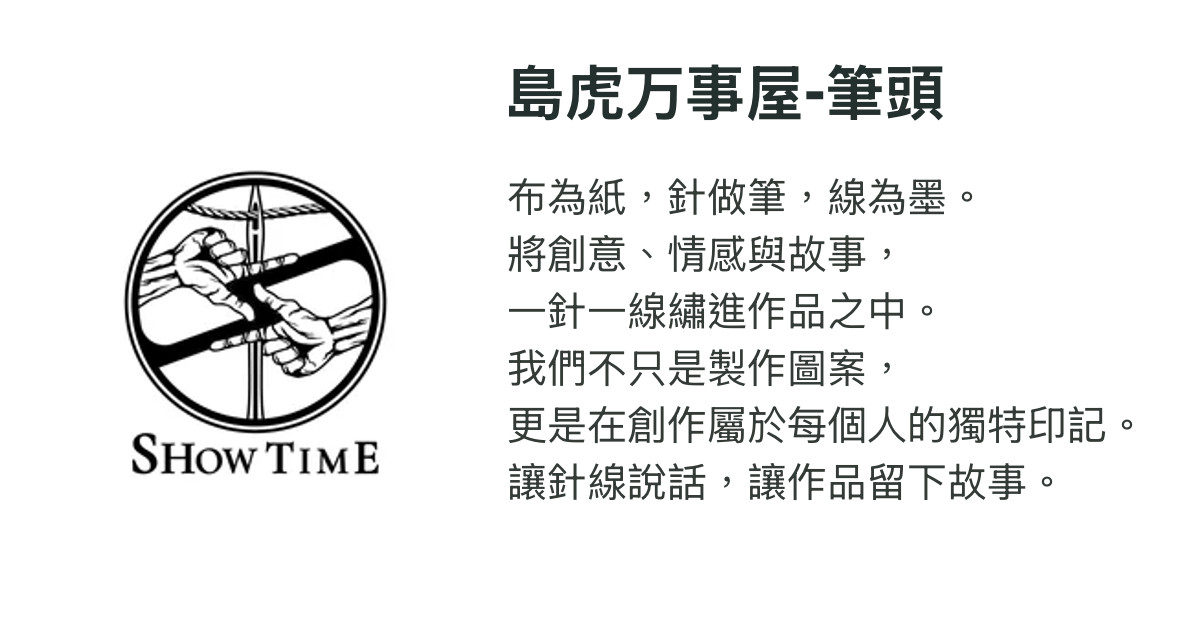 島虎万事屋-筆頭
布為紙，針做筆，線為墨。
將創意、情感與故事，
一針一線繡進作品之中。
我們不只是製作圖案，
更是在創作屬於每個人的獨特印記。
讓針線說話，讓作品留下故事。
SHOW TIME